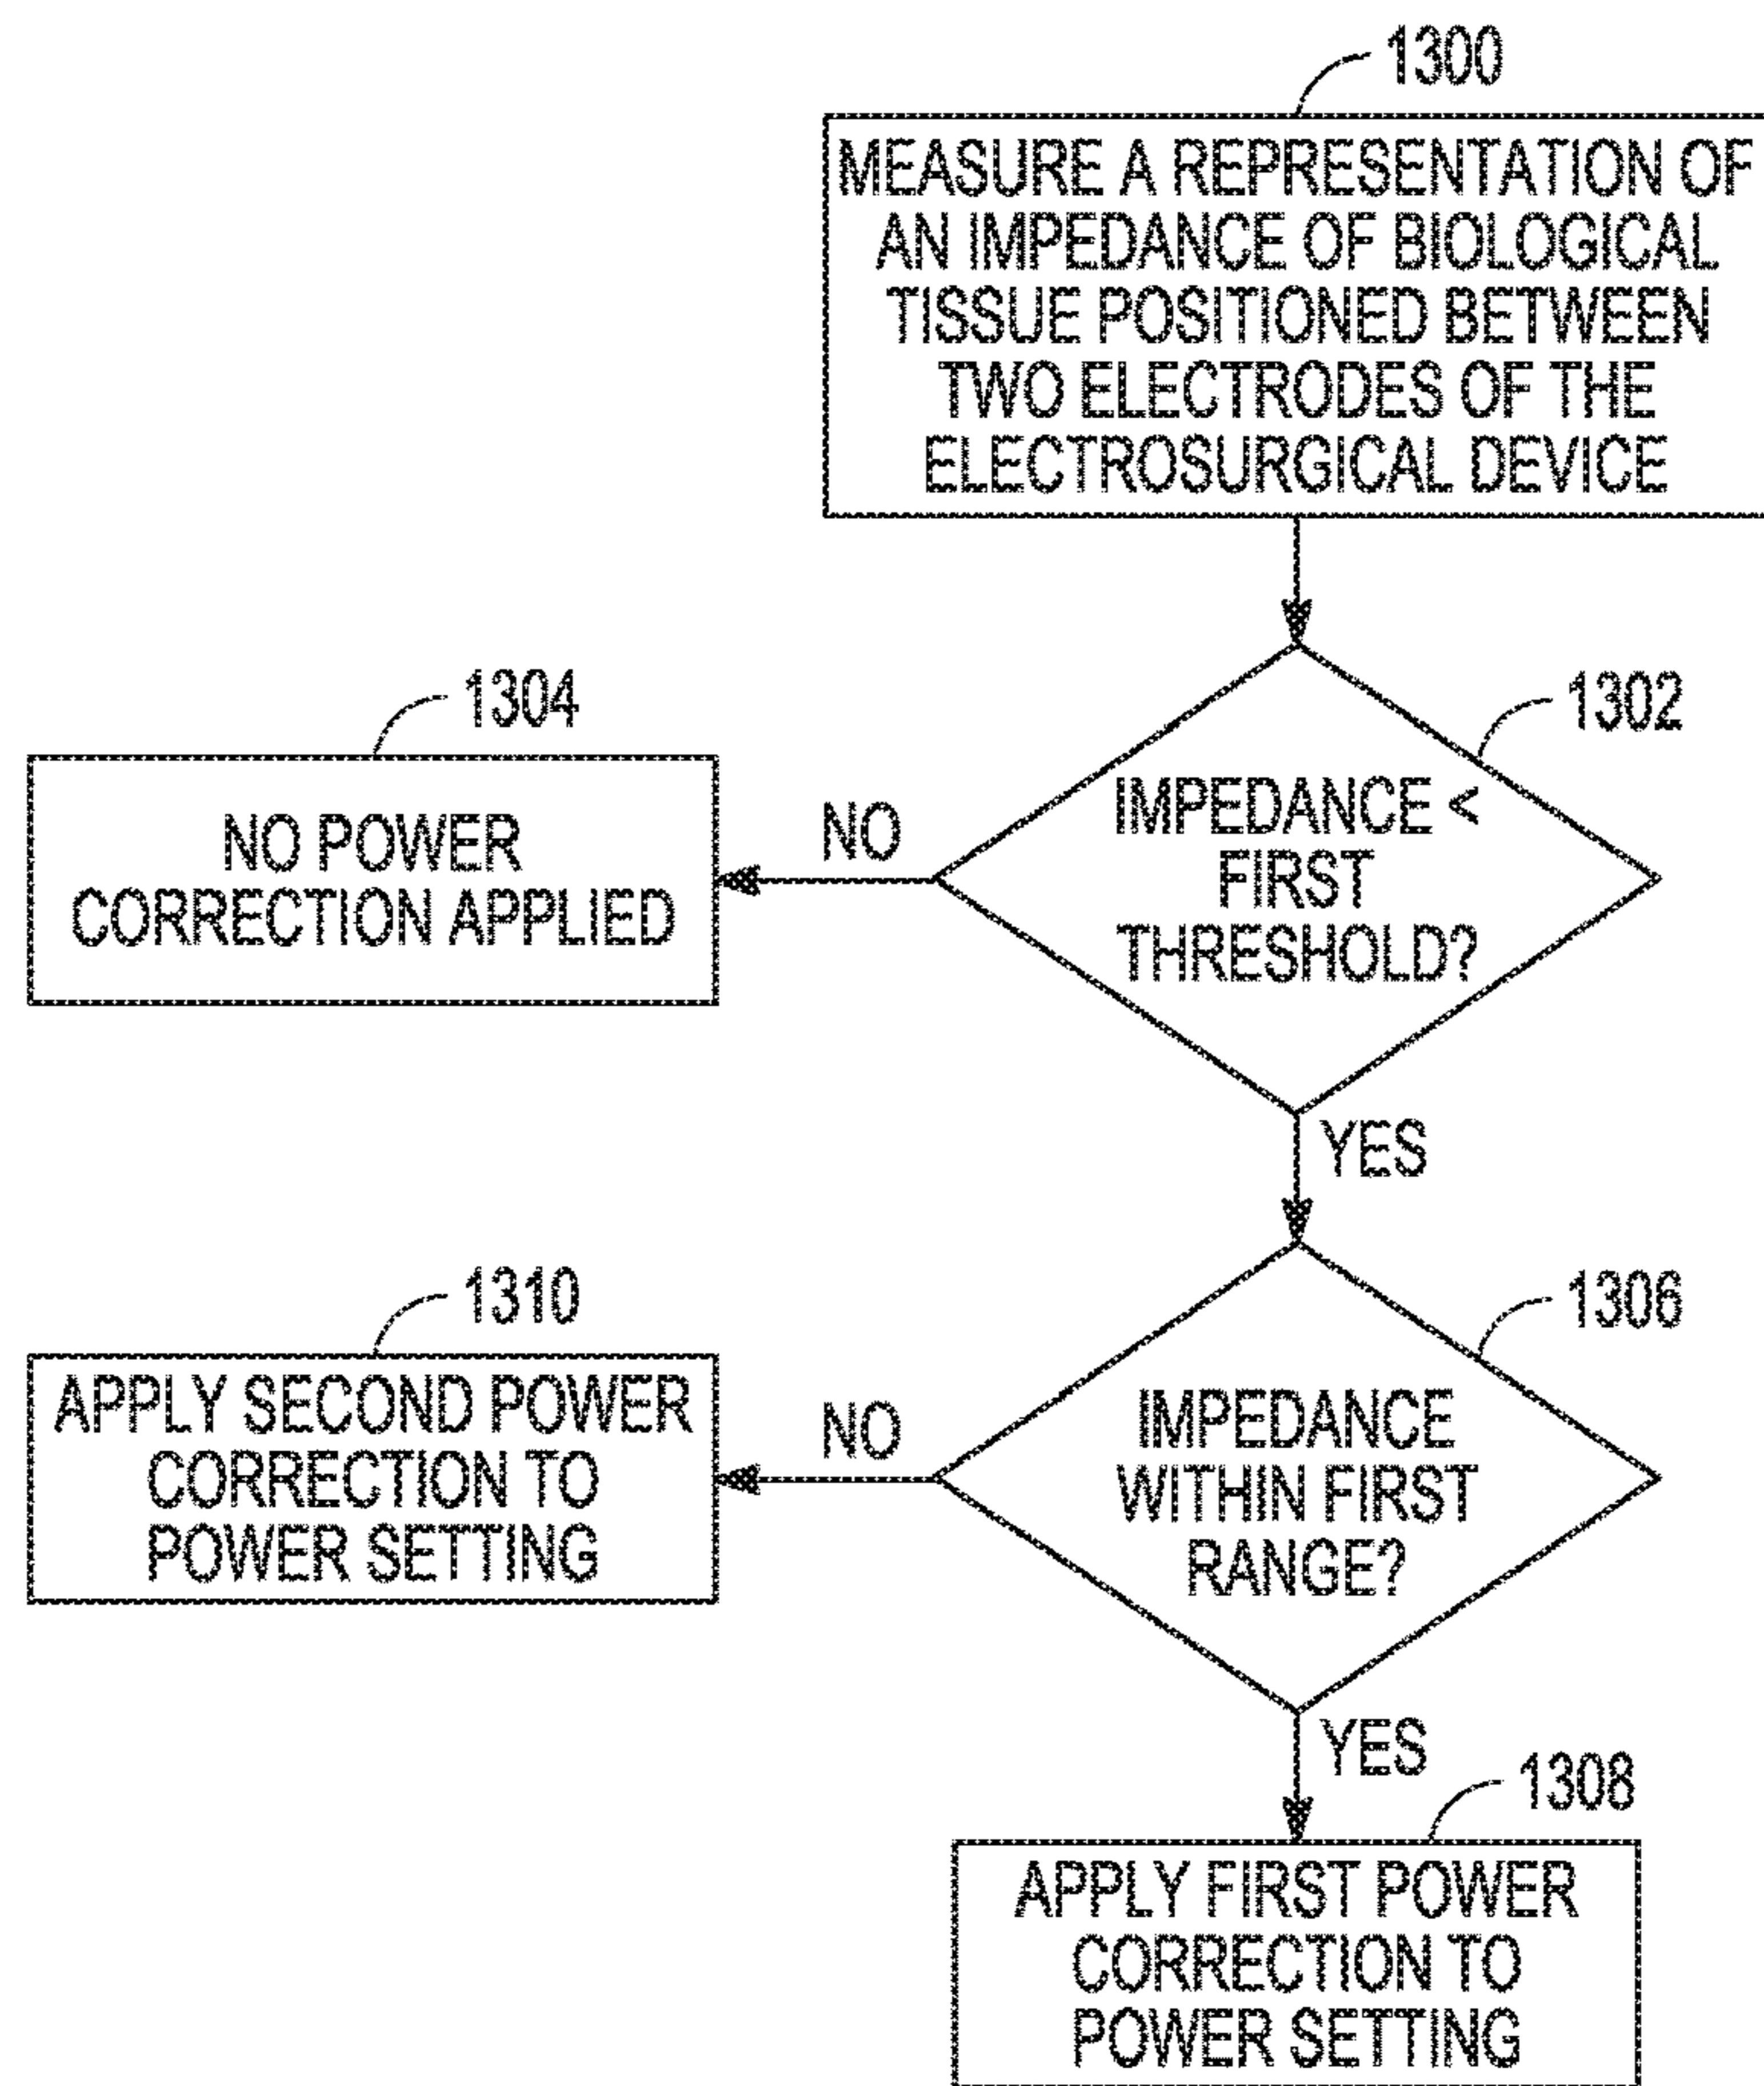 1300
MEASURE A REPRESENTATION OF
AN IMPEDANCE OF BIOLOGICAL
TISSUE POSITIONED BETWEEN
TWO ELECTRODES OF THE
ELECTROSURGICAL DEVICE
1302
IMPEDANCE <
FIRST
THRESHOLD?
NO
1304
NO POWER
CORRECTION APPLIED
YES
1306
IMPEDANCE
WITHIN FIRST
RANGE?
NO
1310
APPLY SECOND POWER
CORRECTION TO
POWER SETTING
YES
1308
APPLY FIRST POWER
CORRECTION TO
POWER SETTING